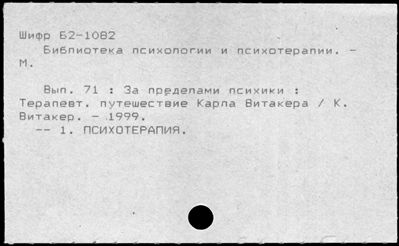 Шифр Б2-1082
Библиотека психологии и психотерапии. -
М.
Вып. 71 : За пределами психики :
Терапевт. путешествие Карла Витакера / К.
Витакер. - 1999.
-- 1. ПСИХОТЕРАПИЯ.